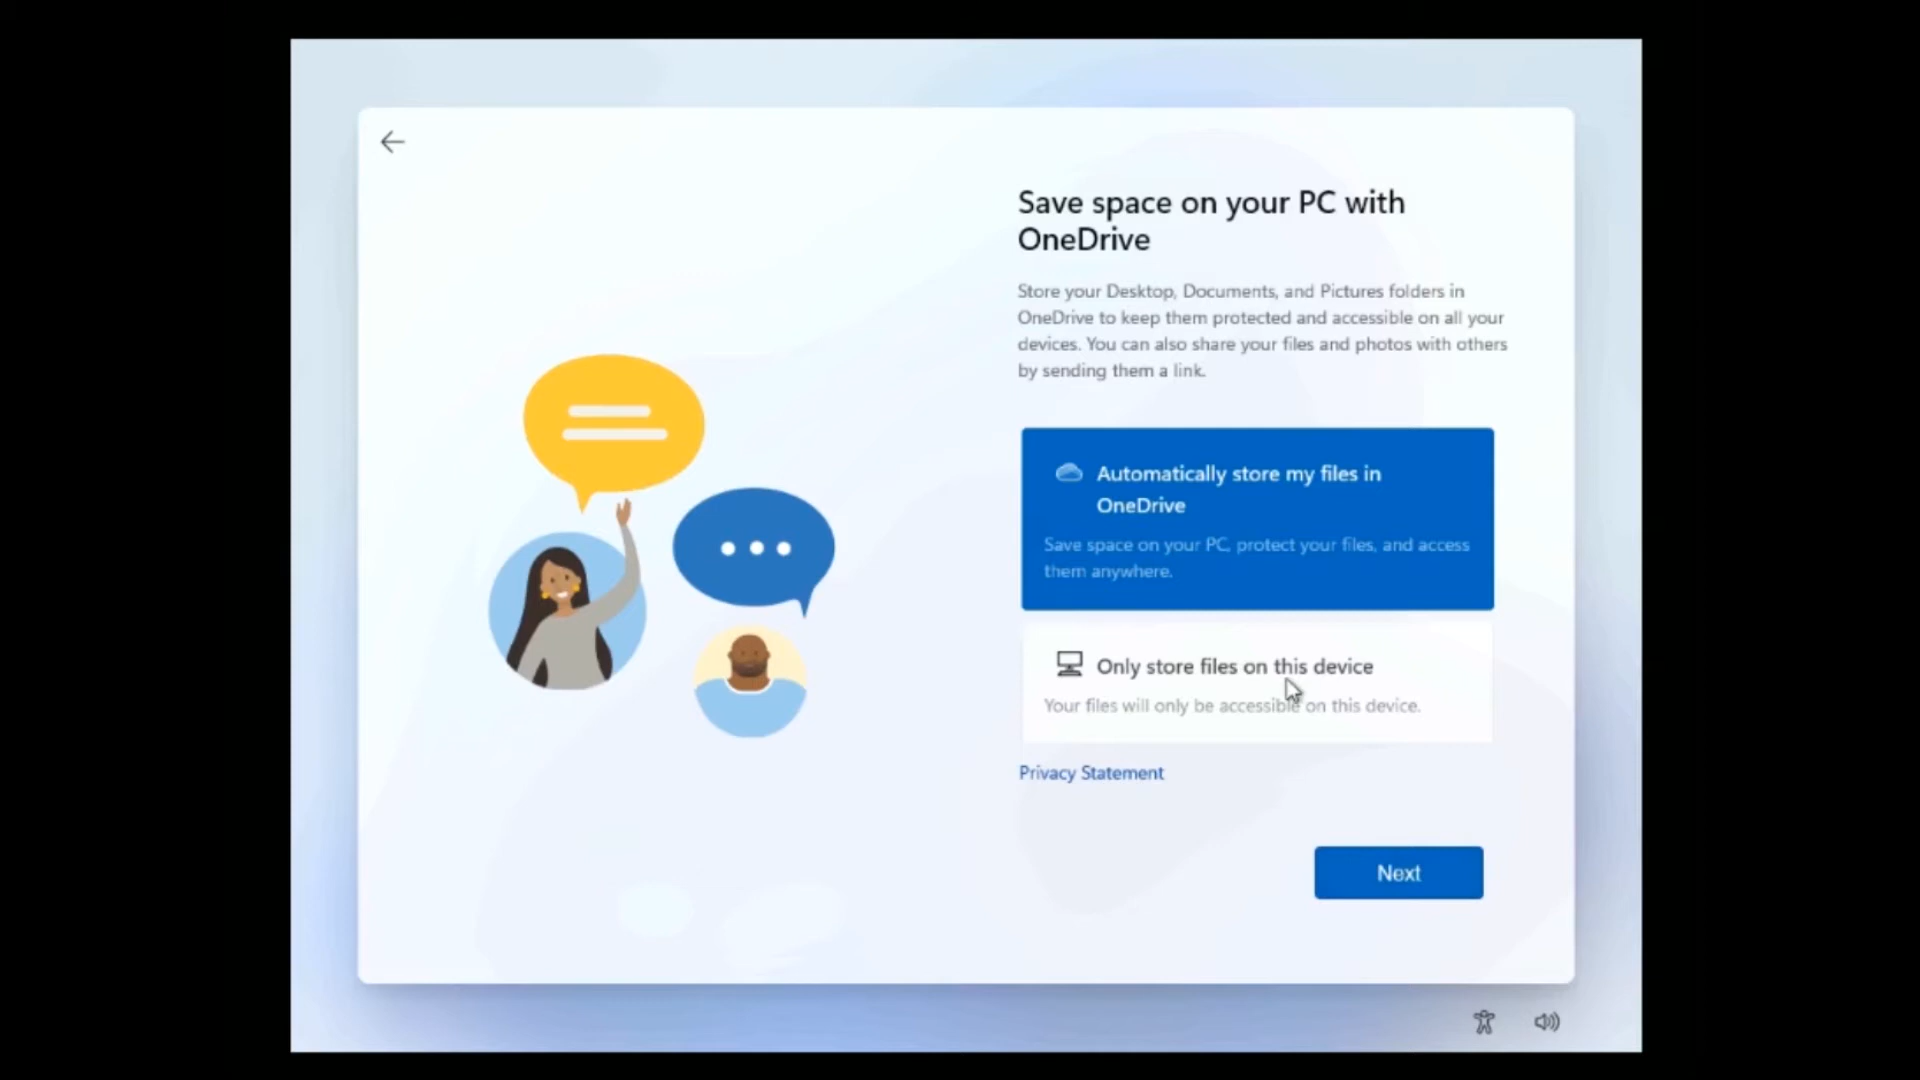 Save space on your PC with
OneDrive
Store your Desktop, Documents, and Pictures folders in
OneDrive to keep them protected and accessible on all your
devices. You can also share your files and photos with others
by sending them a link.
Automatically store my files in
OneDrive
Save space on your PC, protect your files, and access
them anywhere.
Only store files on this device
Your files will only be accessible on this device.
Privacy Statement
Next